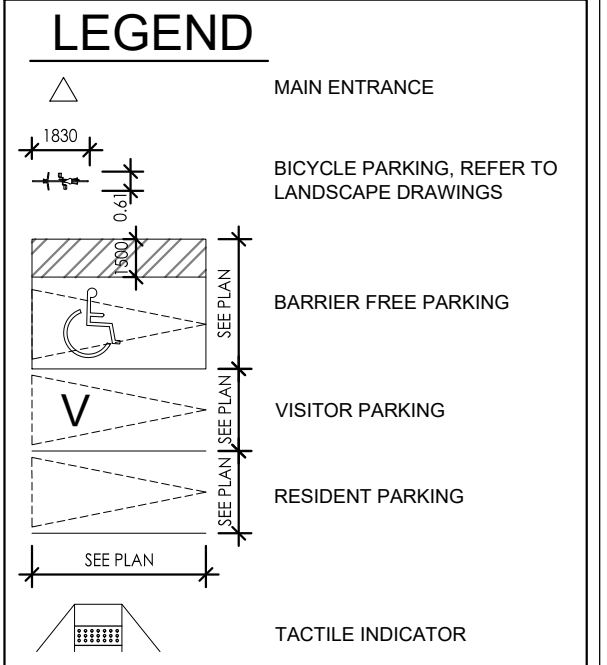 LEGEND
MAIN ENTRANCE
1830
0.61
BICYCLE PARKING, REFER TO
LANDSCAPE DRAWINGS
1500
SEE PLAN
BARRIER FREE PARKING
V
SEE PLAN
VISITOR PARKING
SEE PLAN
RESIDENT PARKING
SEE PLAN
TACTILE INDICATOR